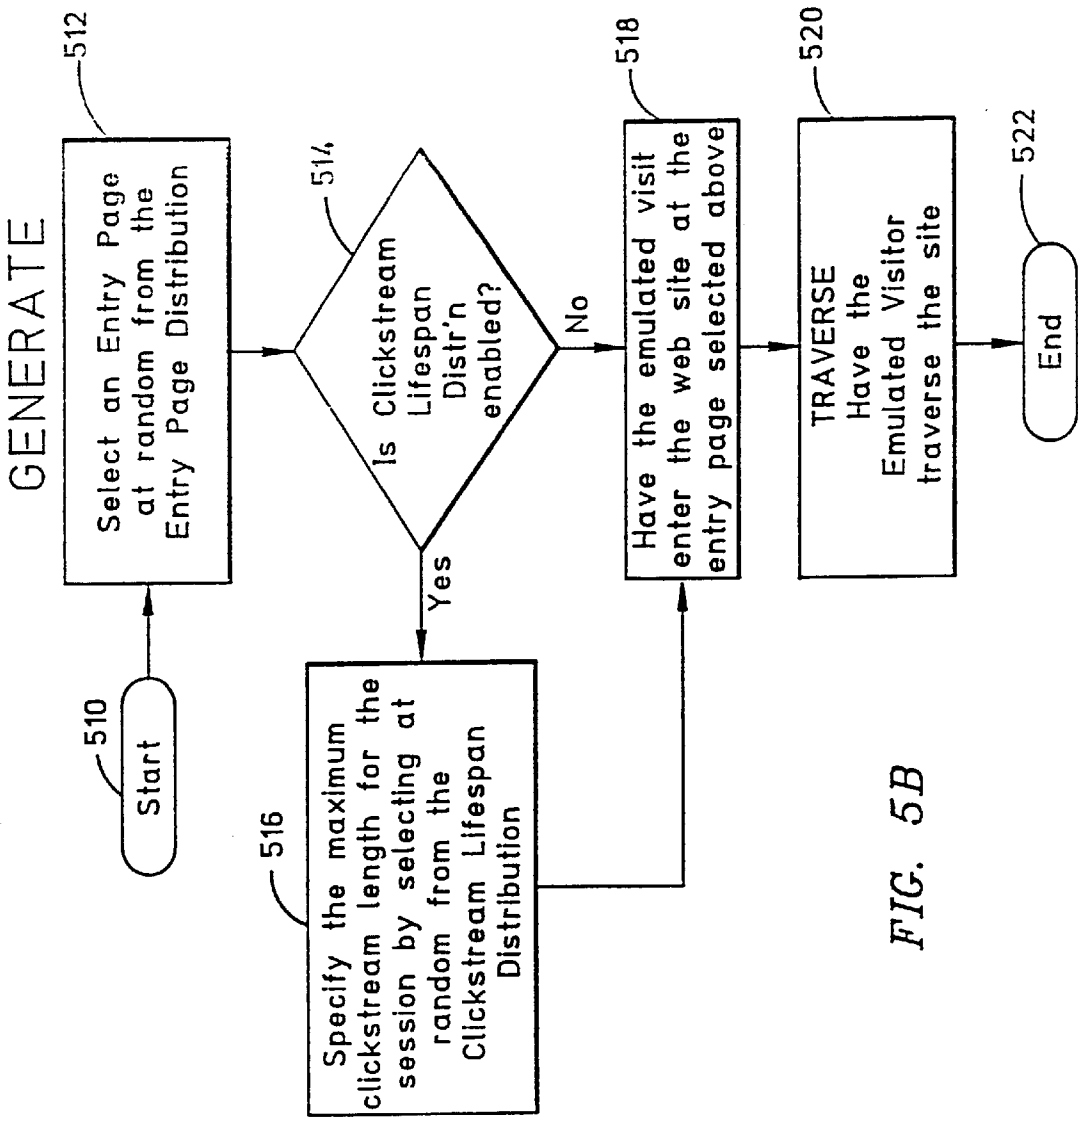 GENERATE
510
Start
512
Select an Entry Page
at random from the
Entry Page Distribution
514
Is Clickstream
Lifespan
Distr'n
enabled?
Yes
No
516
Specify the maximum
clickstream length for the
session by selecting at
random from the
Clickstream Lifespan
Distribution
518
Have the emulated visit
enter the web site at the
entry page selected above
520
TRAVERSE
Have the
Emulated Visitor
traverse the site
522
End
FIG. 5B